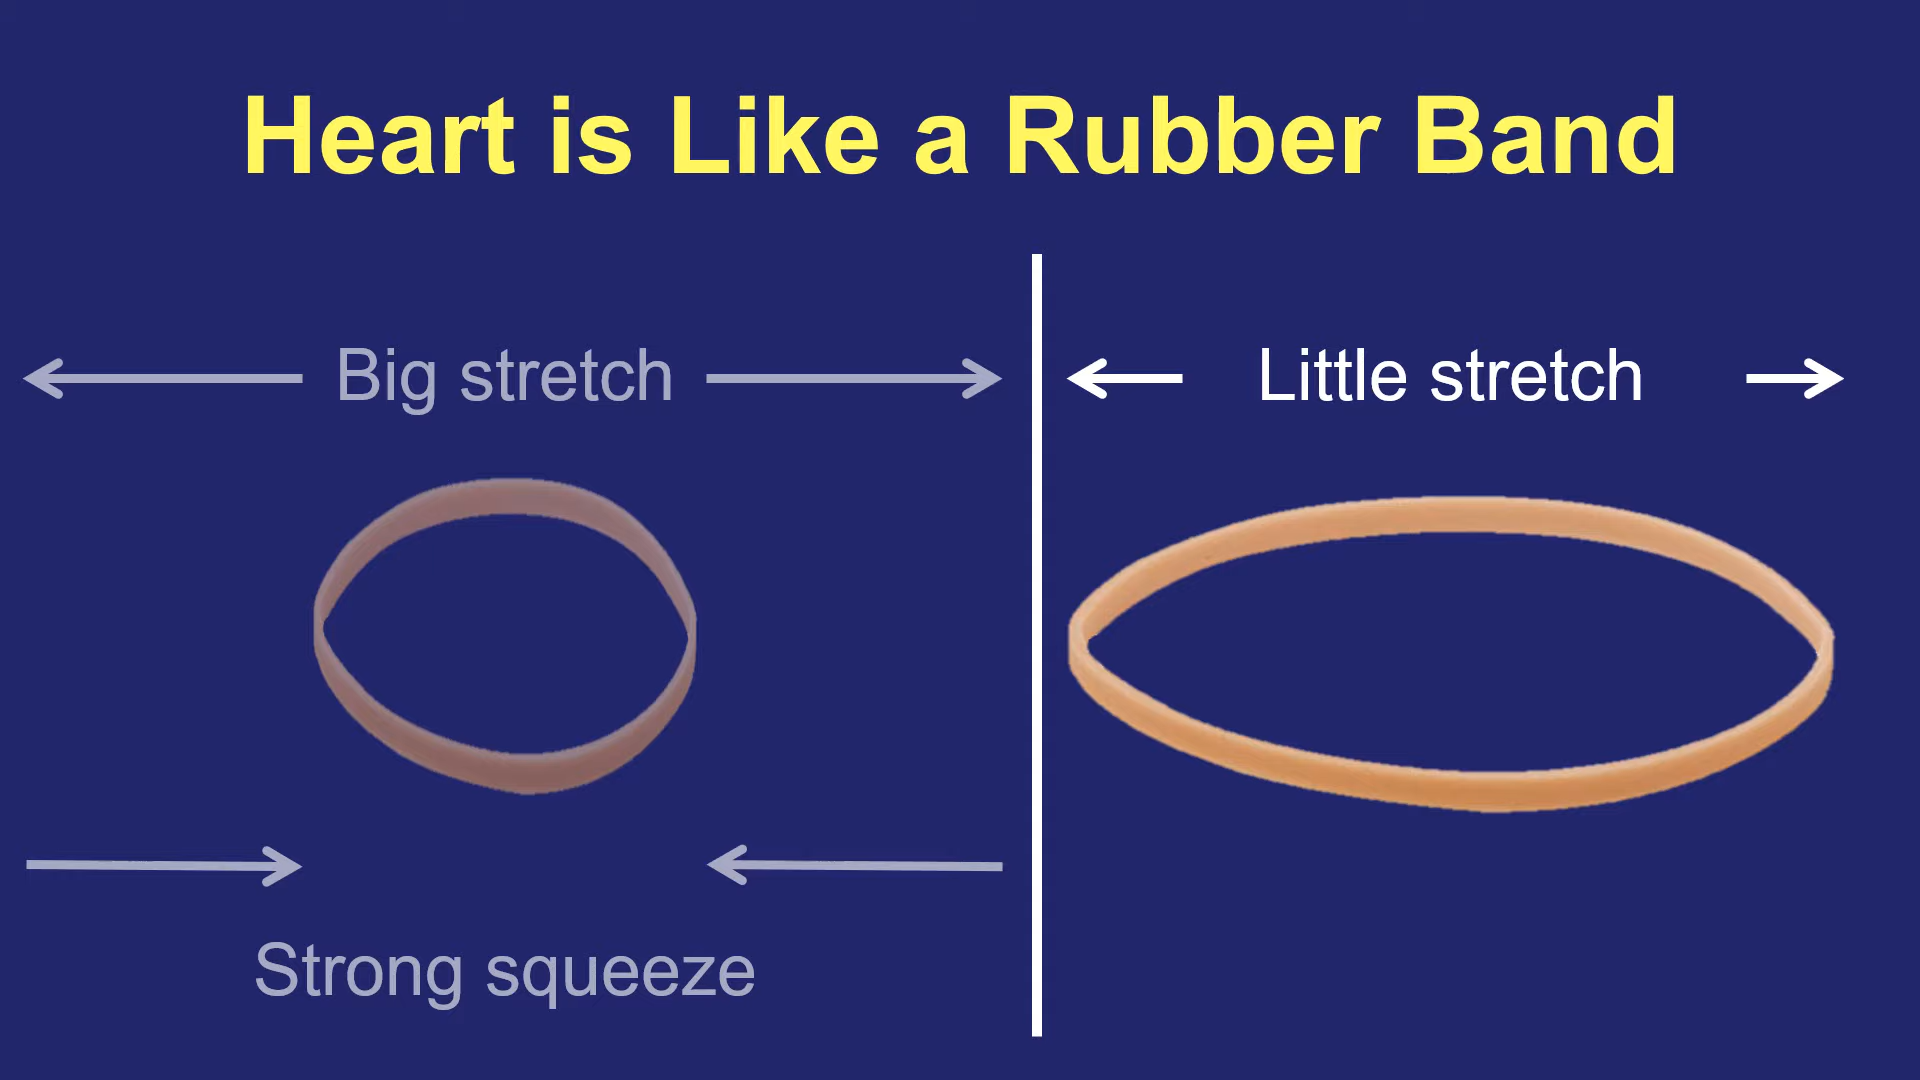 Heart is Like a Rubber Band
Big stretch
Little stretch
Strong squeeze